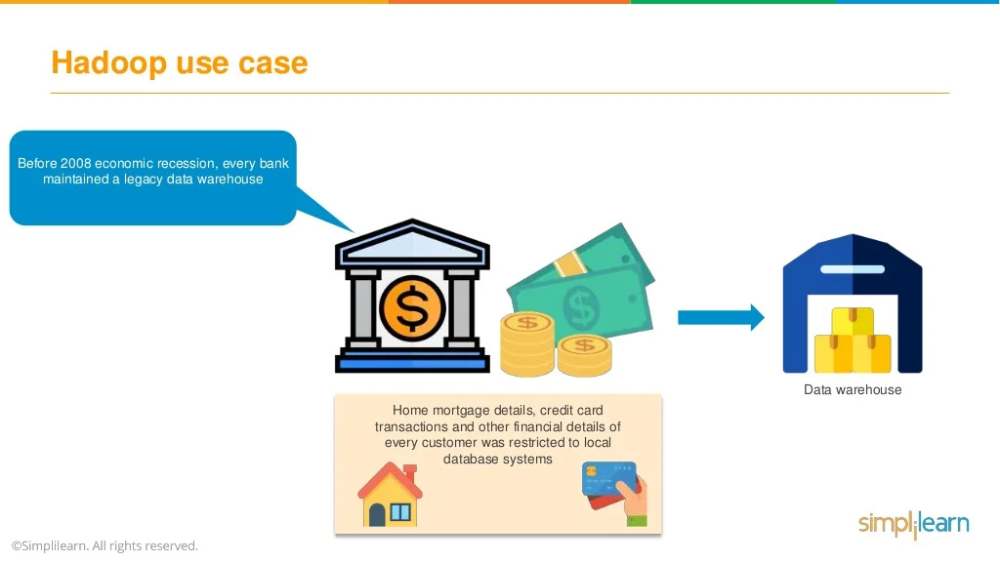 Hadoop use case
Before 2008 economic recession, every bank
maintained a legacy data warehouse
Data warehouse
Home mortgage details, credit card
transactions and other financial details of
every customer was restricted to local
database systems
simplilearn
©Simplilearn. All rights reserved.